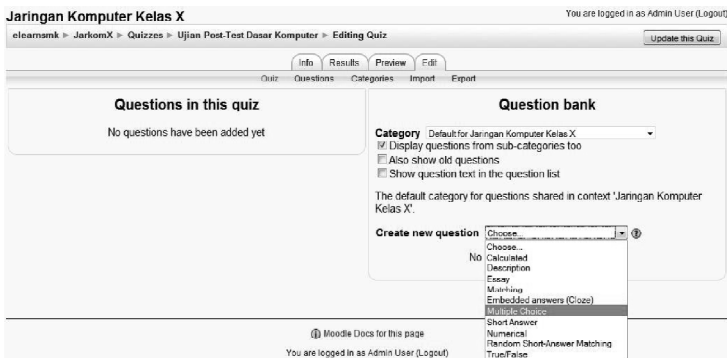 Jaringan Komputer Kelas X
You are logged in as Admin User (Logout)
elearnsmk ► JarkomX ► Quizzes ► Ujian Post-Test Dasar Komputer ► Editing Quiz
Update this Quiz
Info Results Preview Edit
Quiz Questions Categories Import Export
Questions in this quiz
No questions have been added yet
Question bank
Category Default for Jaringan Komputer Kelas X
Display questions from sub-categories too
Also show old questions
Show question text in the question list
The default category for questions shared in context 'Jaringan Komputer
Kelas X'.
Create new question Choose...
No
Choose...
Calculated
Description
Essay
Matching
Embedded answers (Cloze)
Multiple Choice
Short Answer
Numerical
Random Short-Answer Matching
True/False
Moodle Docs for this page
You are logged in as Admin User (Logout)